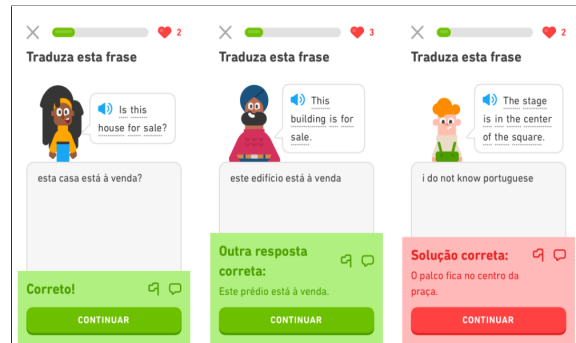 2
Traduza esta frase
Is this
house for sale?
esta casa está à venda?
Correto!
CONTINUAR
3
Traduza esta frase
This
building is for
sale.
este edifício está à venda
Outra resposta
correta:
Este prédio está à venda.
CONTINUAR
2
Traduza esta frase
The stage
is in the center
of the square.
i do not know portuguese
Solução correta:
O palco fica no centro da
praça.
CONTINUAR